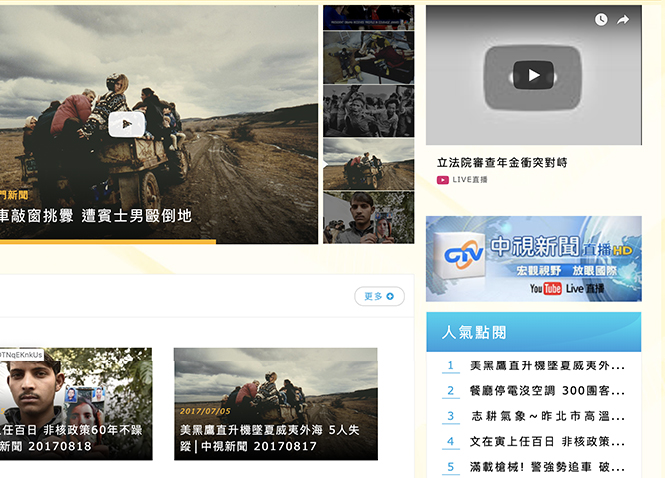 門新聞
車敲窗挑釁 遭賓士男毆倒地
立法院審查年金衝突對峙
LIVE直播
CTV 中視新聞 直播HD
宏觀視野 放眼國際
YouTube Live 直播
更多
DTNqEKnkUs
任百日 非核政策60年不躁
新聞 20170818
2017/07/05
美黑鷹直升機墜夏威夷外海 5人失
蹤│中視新聞 20170817
人氣點閱
1 美黑鷹直升機墜夏威夷外...
2 餐廳停電沒空調 300團客...
3 志耕氣象～昨北市高溫...
4 文在寅上任百日 非核政策...
5 滿載槍械! 警強勢追車 破...